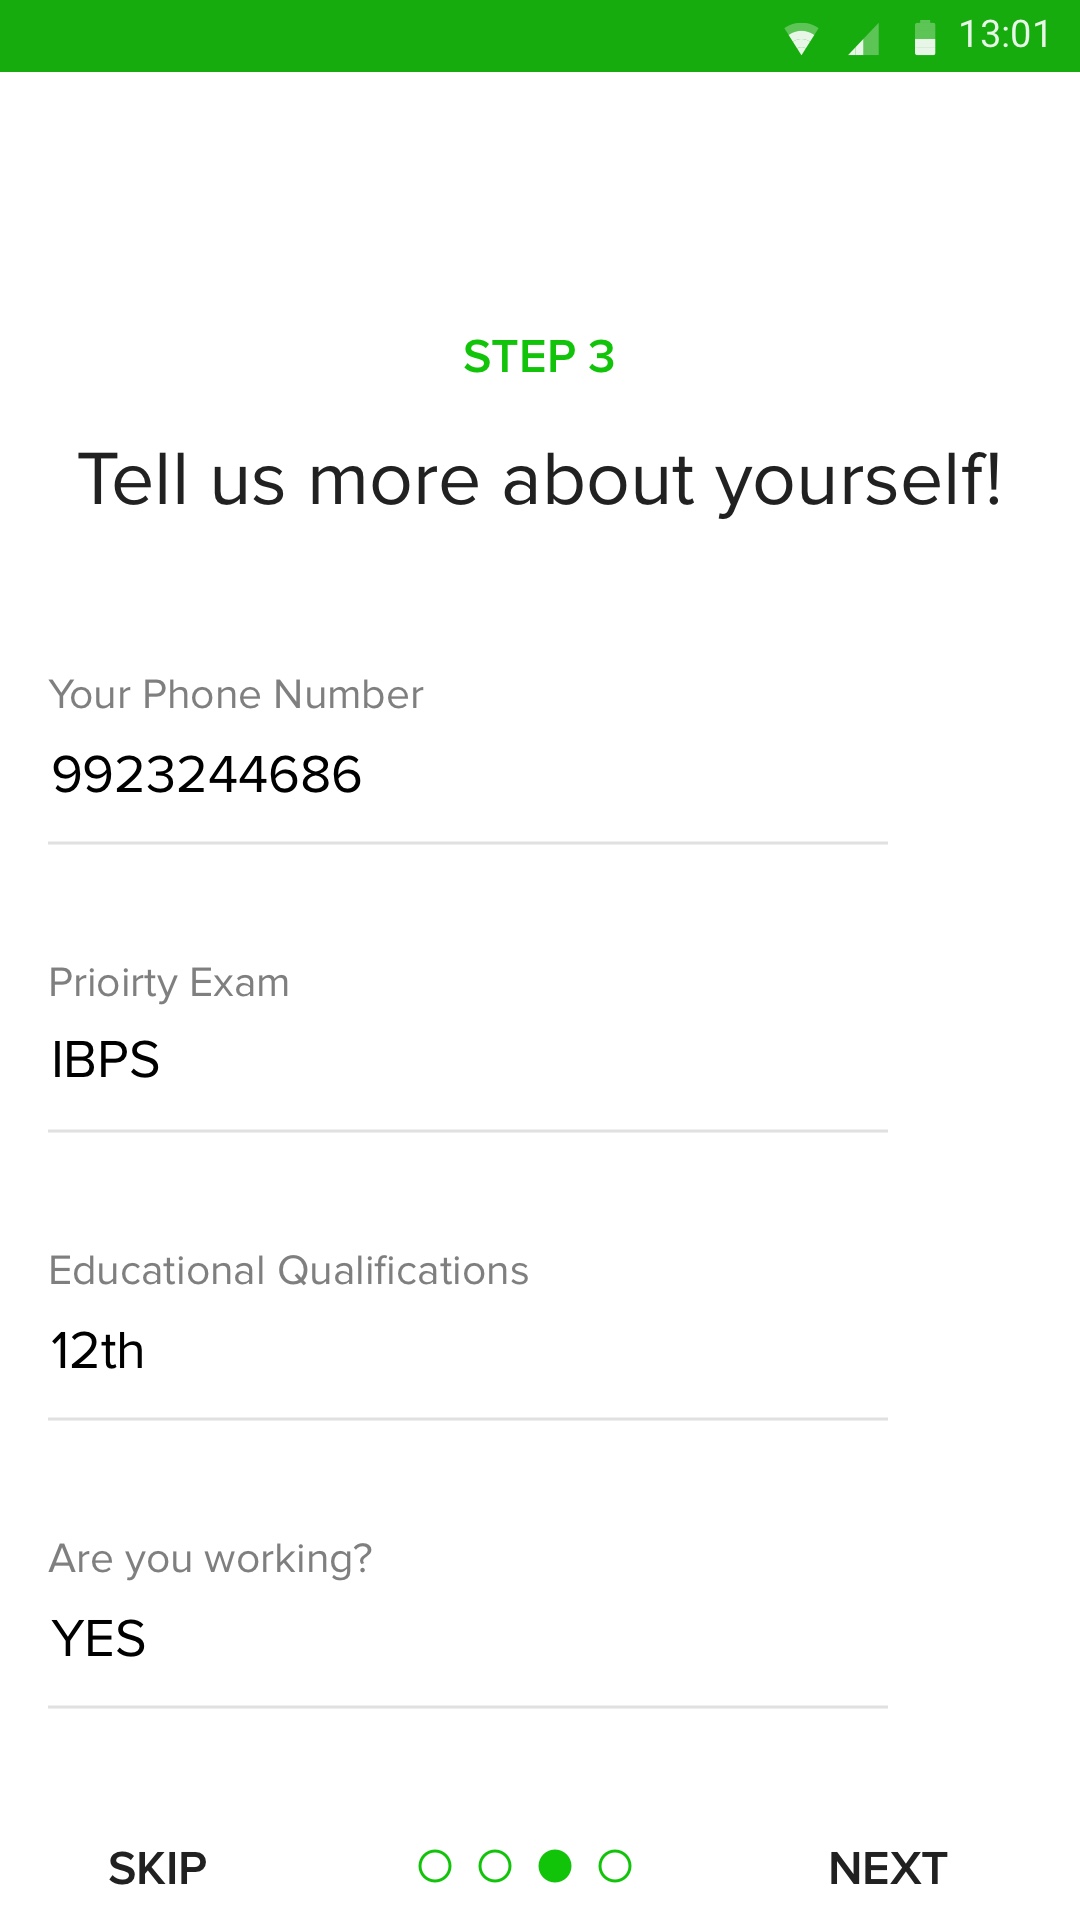 13:01
STEP 3
Tell us more about yourself!
Your Phone Number
9923244686
Prioirty Exam
IBPS
Educational Qualifications
12th
Are you working?
YES
SKIP NEXT